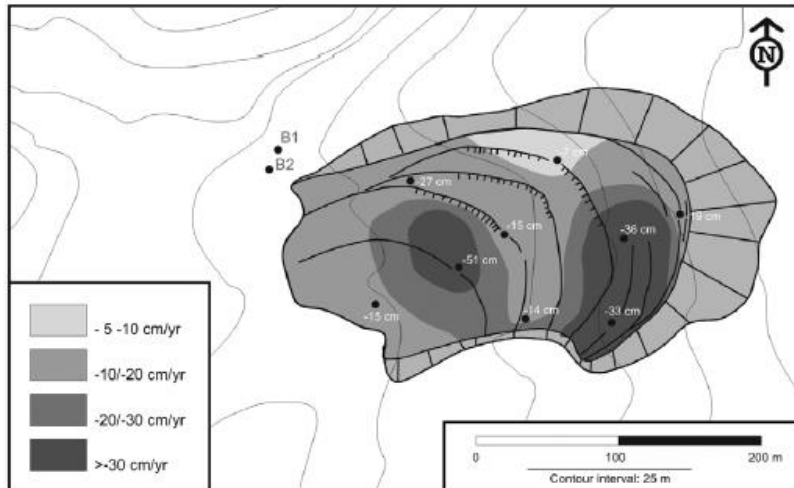 N
B1
B2
-7 cm
-27 cm
-19 cm
-15 cm
-36 cm
-51 cm
-15 cm
-14 cm
-33 cm
- 5 -10 cm/yr
-10/-20 cm/yr
-20/-30 cm/yr
>-30 cm/yr
0 100 200 m
Contour interval: 25 m